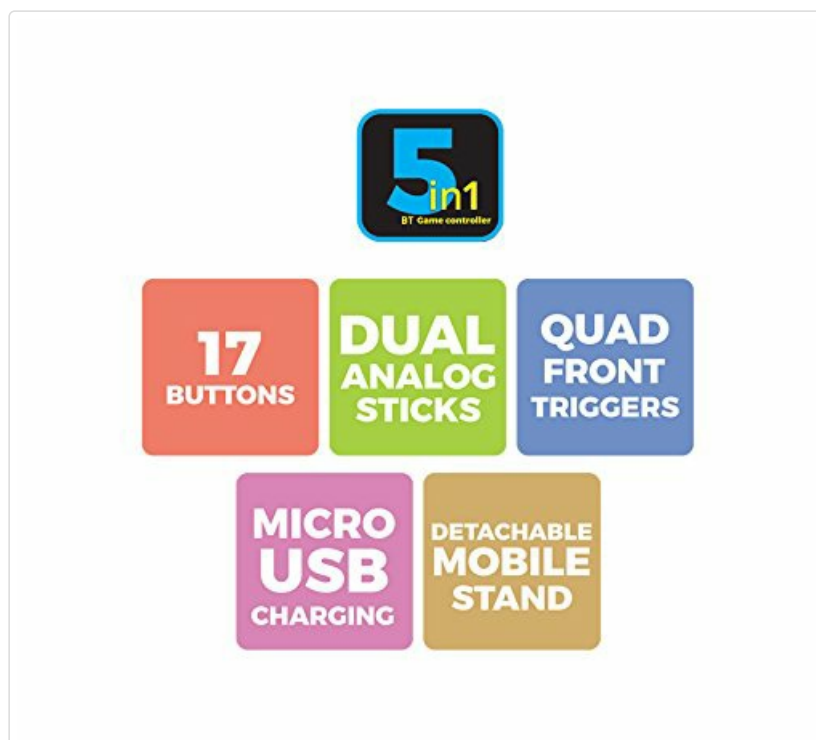 5
in1
BT Game controller
17
BUTTONS
DUAL
ANALOG
STICKS
QUAD
FRONT
TRIGGERS
MICRO
USB
CHARGING
DETACHABLE
MOBILE
STAND